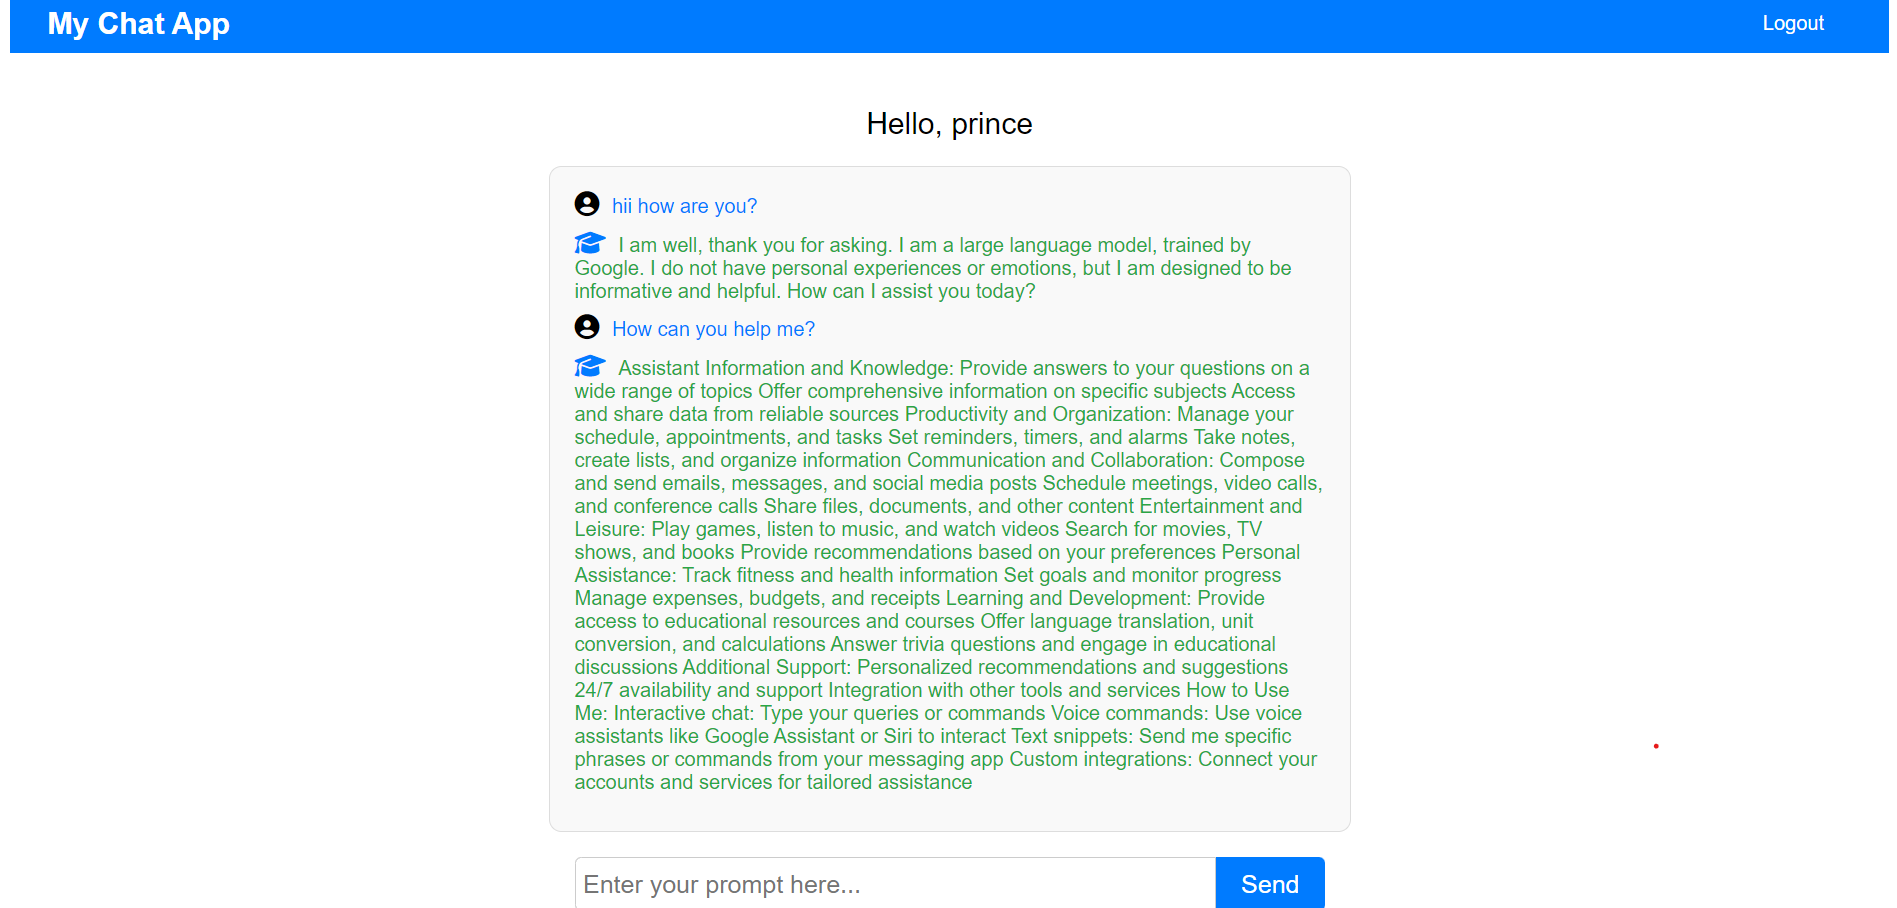 My Chat App
Logout
Hello, prince
hii how are you?
I am well, thank you for asking. I am a large language model, trained by
Google. I do not have personal experiences or emotions, but I am designed to be
informative and helpful. How can I assist you today?
How can you help me?
Assistant Information and Knowledge: Provide answers to your questions on a
wide range of topics Offer comprehensive information on specific subjects Access
and share data from reliable sources Productivity and Organization: Manage your
schedule, appointments, and tasks Set reminders, timers, and alarms Take notes,
create lists, and organize information Communication and Collaboration: Compose
and send emails, messages, and social media posts Schedule meetings, video calls,
and conference calls Share files, documents, and other content Entertainment and
Leisure: Play games, listen to music, and watch videos Search for movies, TV
shows, and books Provide recommendations based on your preferences Personal
Assistance: Track fitness and health information Set goals and monitor progress
Manage expenses, budgets, and receipts Learning and Development: Provide
access to educational resources and courses Offer language translation, unit
conversion, and calculations Answer trivia questions and engage in educational
discussions Additional Support: Personalized recommendations and suggestions
24/7 availability and support Integration with other tools and services How to Use
Me: Interactive chat: Type your queries or commands Voice commands: Use voice
assistants like Google Assistant or Siri to interact Text snippets: Send me specific
phrases or commands from your messaging app Custom integrations: Connect your
accounts and services for tailored assistance
Enter your prompt here...
Send